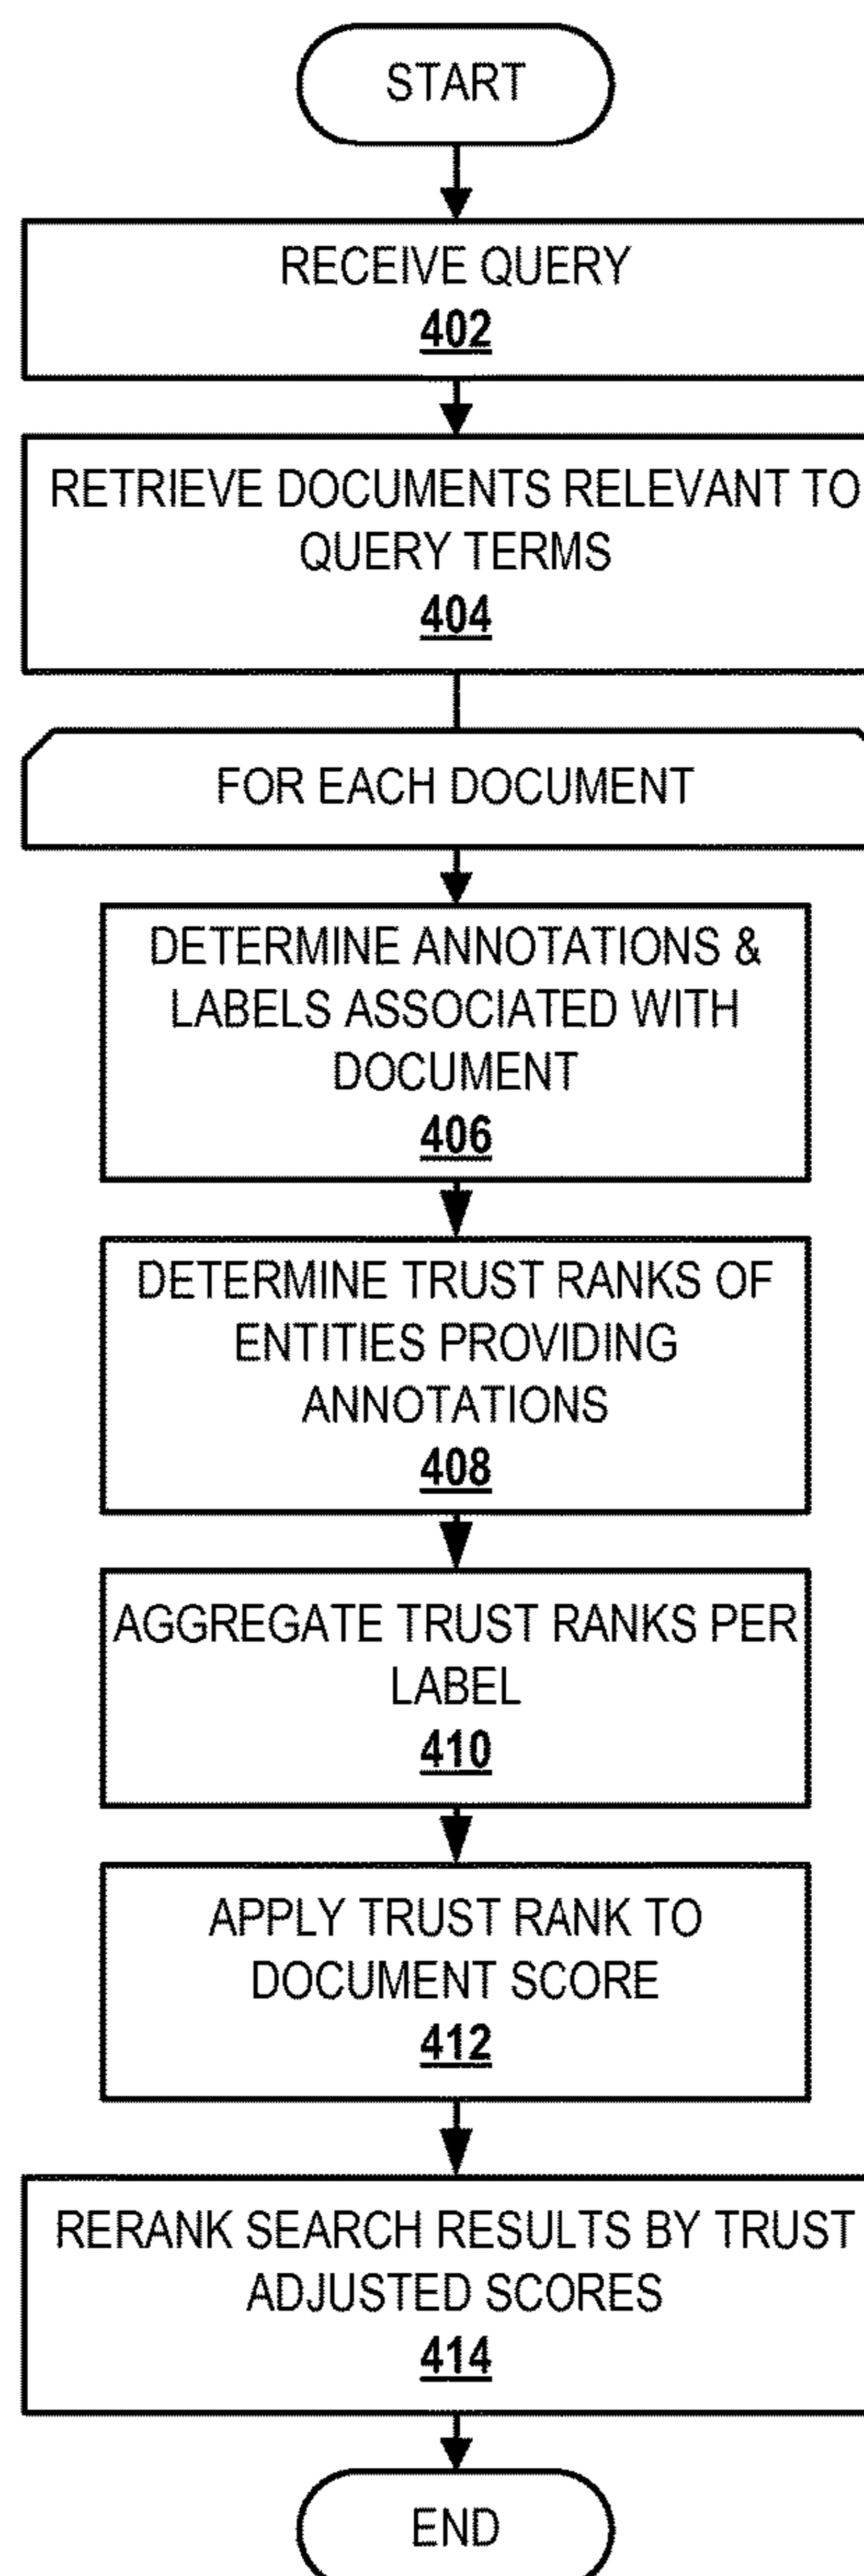 START
RECEIVE QUERY
402
RETRIEVE DOCUMENTS RELEVANT TO
QUERY TERMS
404
FOR EACH DOCUMENT
DETERMINE ANNOTATIONS &
LABELS ASSOCIATED WITH
DOCUMENT
406
DETERMINE TRUST RANKS OF
ENTITIES PROVIDING
ANNOTATIONS
408
AGGREGATE TRUST RANKS PER
LABEL
410
APPLY TRUST RANK TO
DOCUMENT SCORE
412
RERANK SEARCH RESULTS BY TRUST
ADJUSTED SCORES
414
END